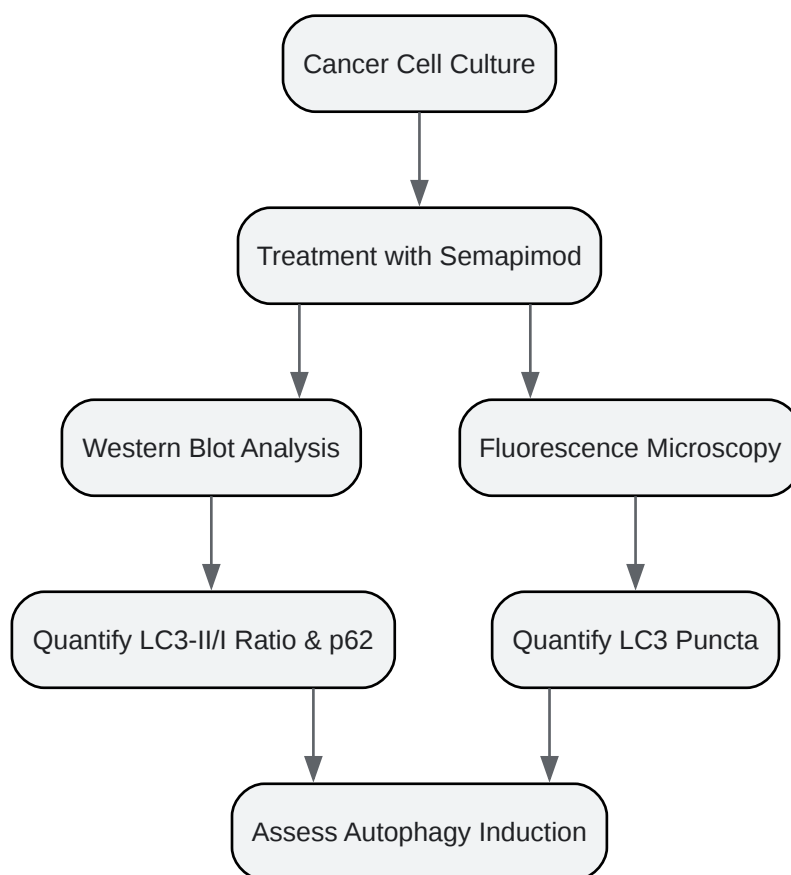 Cancer Cell Culture
Treatment with Semapimod
Western Blot Analysis
Fluorescence Microscopy
Quantify LC3-II/I Ratio & p62
Quantify LC3 Puncta
Assess Autophagy Induction